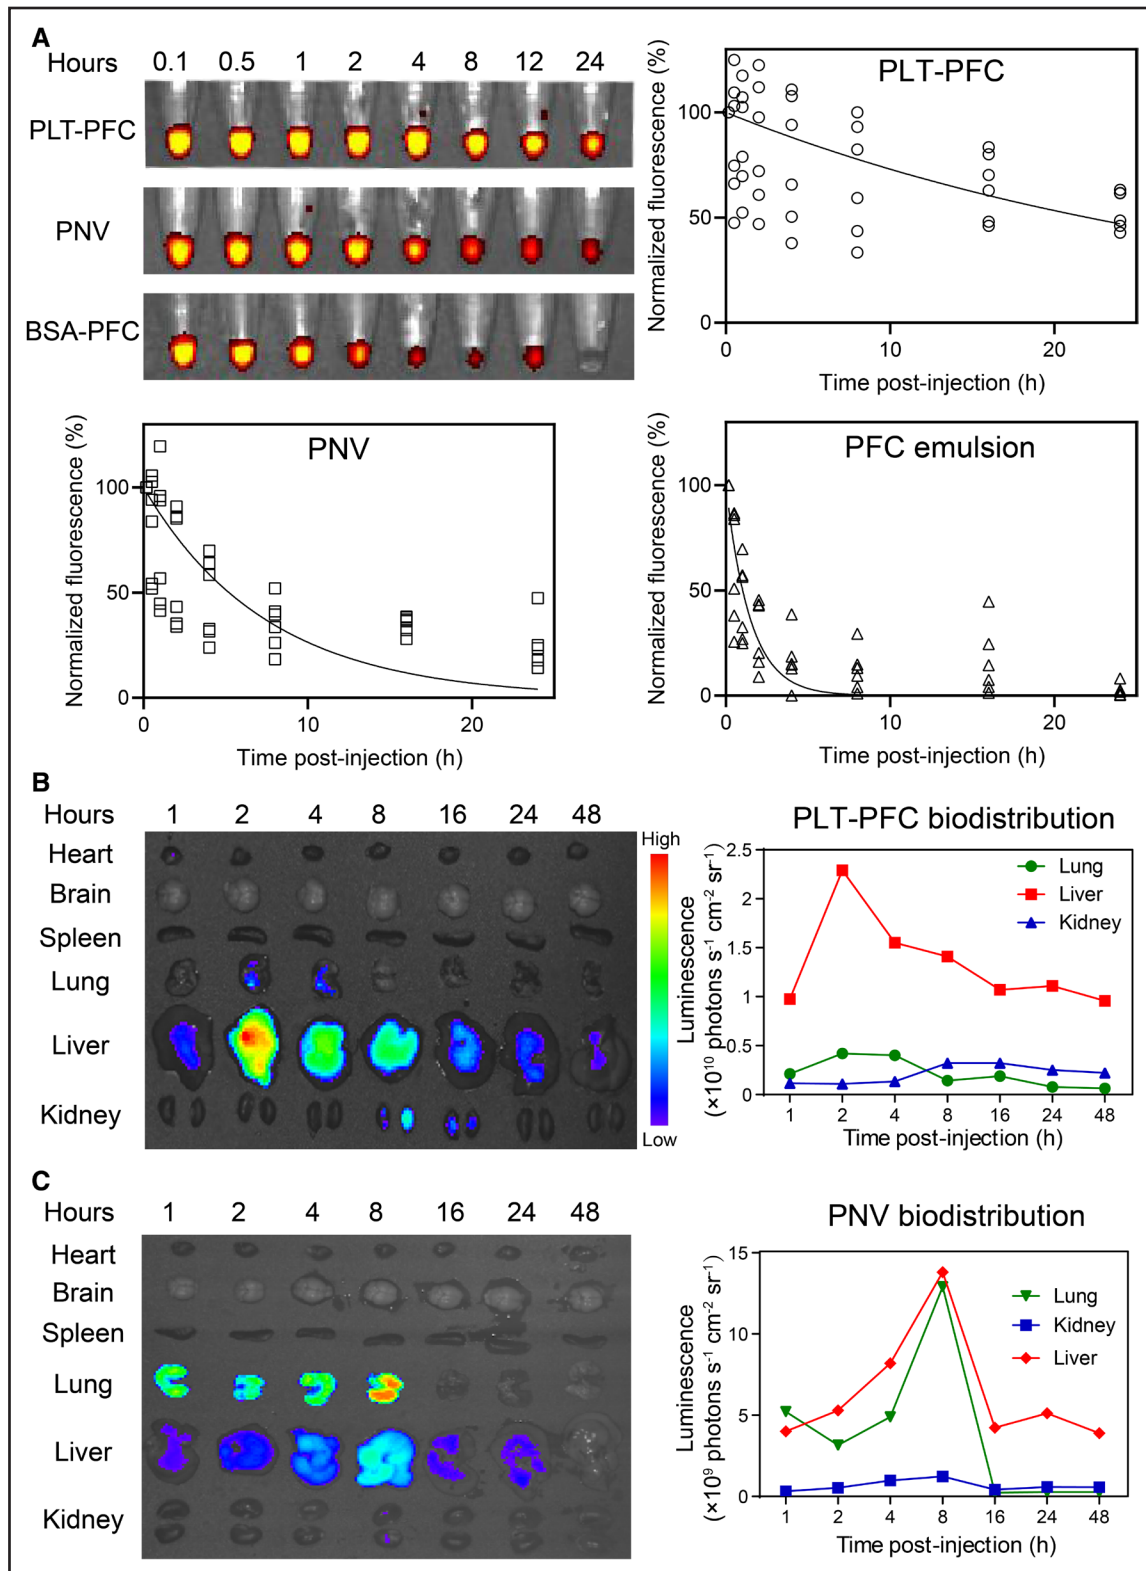 A
Hours 0.1 0.5 1 2 4 8 12 24
PLT-PFC
PNV
BSA-PFC
PLT-PFC
Normalized fluorescence (%)
100
50
0
0 10 20
Time post-injection (h)
PNV
Normalized fluorescence (%)
100
50
0
0 10 20
Time post-injection (h)
PFC emulsion
Normalized fluorescence (%)
100
50
0
0 10 20
Time post-injection (h)
B
Hours 1 2 4 8 16 24 48
Heart
Brain
Spleen
Lung
Liver
Kidney
High
Low
PLT-PFC biodistribution
Luminescence
(×10¹⁰ photons s⁻¹ cm⁻² sr⁻¹)
2.5
2
1.5
1
0.5
0
Lung
Liver
Kidney
1 2 4 8 16 24 48
Time post-injection (h)
C
Hours 1 2 4 8 16 24 48
Heart
Brain
Spleen
Lung
Liver
Kidney
PNV biodistribution
Luminescence
(×10⁹ photons s⁻¹ cm⁻² sr⁻¹)
15
10
5
0
Lung
Kidney
Liver
1 2 4 8 16 24 48
Time post-injection (h)